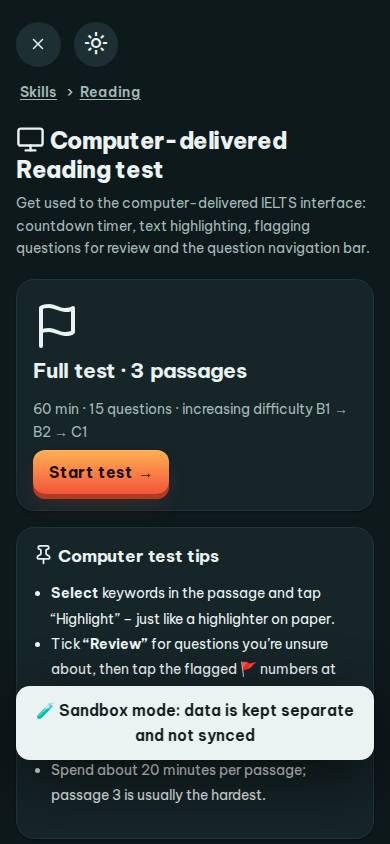 Skills › Reading
Computer-delivered
Reading test
Get used to the computer-delivered IELTS interface:
countdown timer, text highlighting, flagging
questions for review and the question navigation bar.
Full test · 3 passages
60 min · 15 questions · increasing difficulty B1 →
B2 → C1
Start test →
Computer test tips
• Select keywords in the passage and tap
“Highlight” – just like a highlighter on paper.
• Tick “Review” for questions you’re unsure
about, then tap the flagged 🚩 numbers at
🧪 Sandbox mode: data is kept separate
and not synced
• Spend about 20 minutes per passage;
passage 3 is usually the hardest.